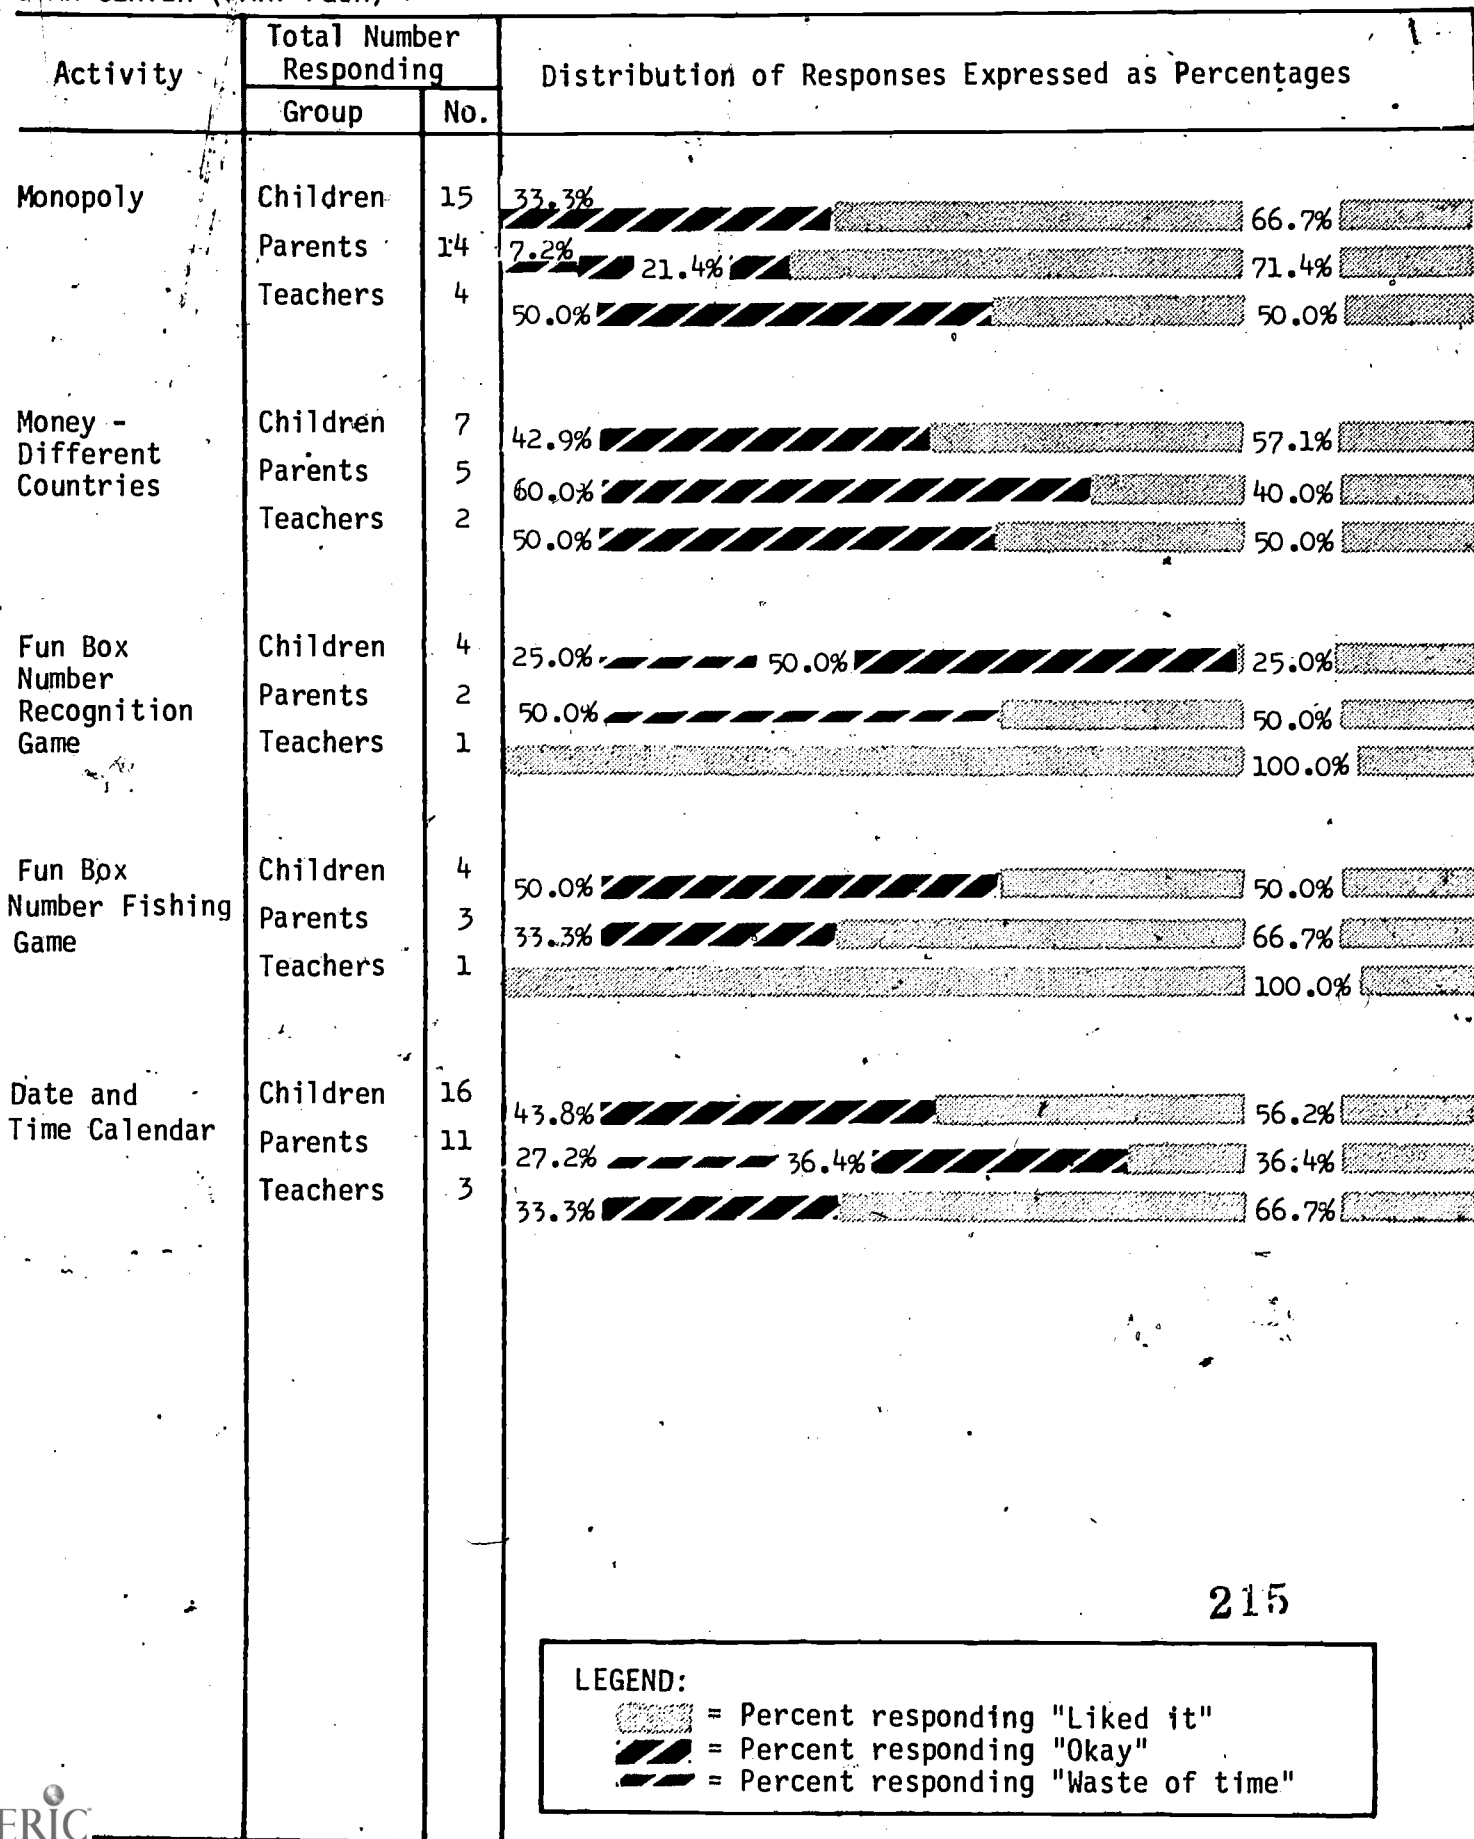 Activity Total Number Responding Distribution of Responses Expressed as Percentages
Group No.
Monopoly Children 15 33.3% 66.7%
Parents 14 7.2% 21.4% 71.4%
Teachers 4 50.0% 50.0%
Money - Different Countries Children 7 42.9% 57.1%
Parents 5 60.0% 40.0%
Teachers 2 50.0% 50.0%
Fun Box Number Recognition Game Children 4 25.0% 50.0% 25.0%
Parents 2 50.0% 50.0%
Teachers 1 100.0%
Fun Box Number Fishing Game Children 4 50.0% 50.0%
Parents 3 33.3% 66.7%
Teachers 1 100.0%
Date and Time Calendar Children 16 43.8% 56.2%
Parents 11 27.2% 36.4% 36.4%
Teachers 3 33.3% 66.7%
215
LEGEND:
= Percent responding "Liked it"
= Percent responding "Okay"
= Percent responding "Waste of time"
ERIC